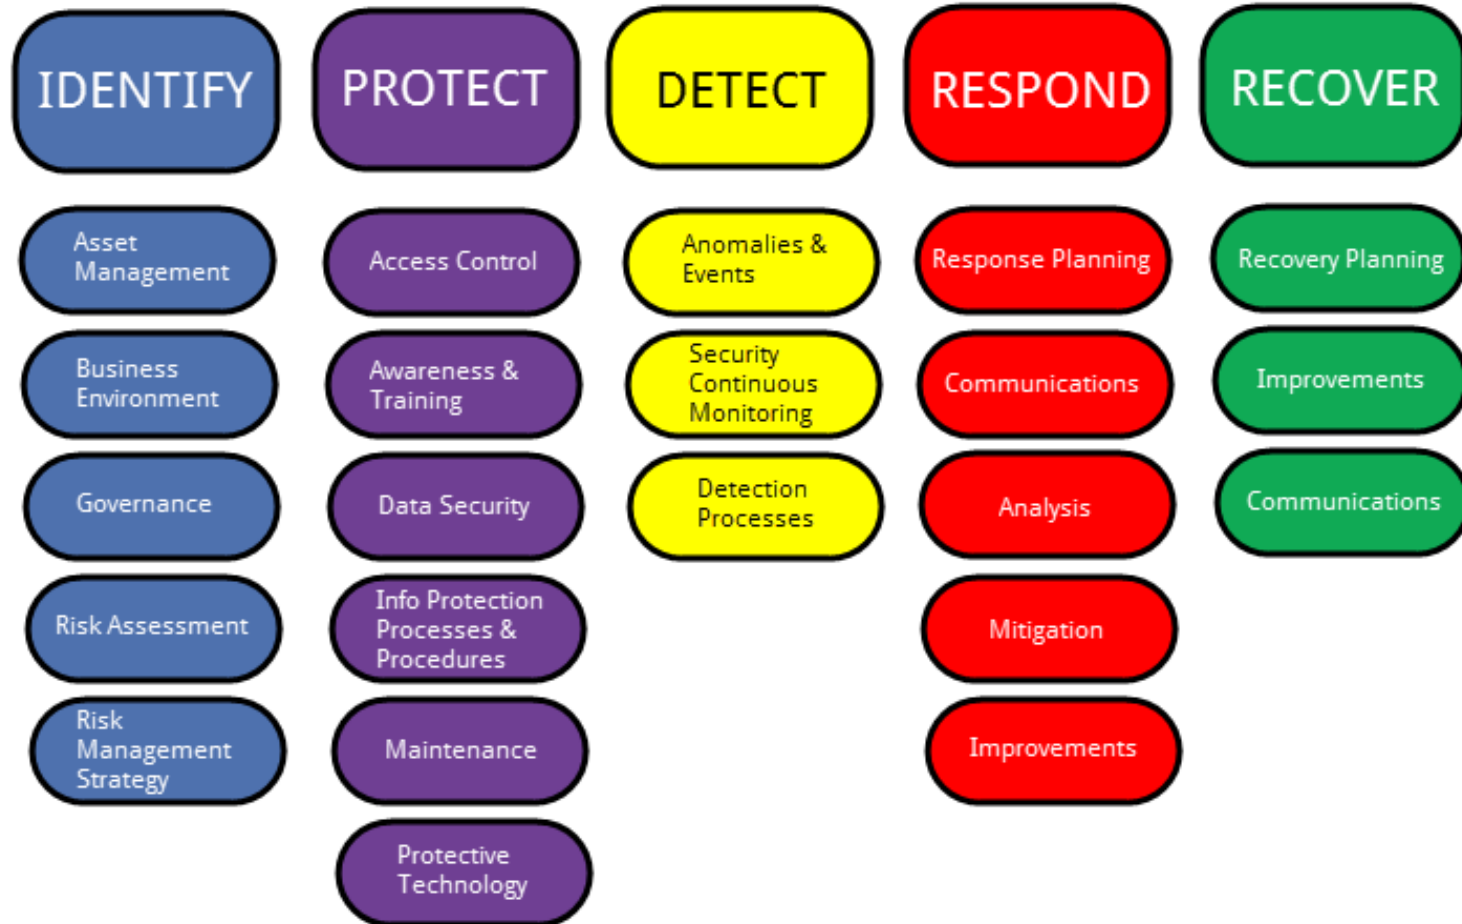 IDENTIFY
PROTECT
DETECT
RESPOND
RECOVER
Asset
Management
Business
Environment
Governance
Risk Assessment
Risk
Management
Strategy
Access Control
Awareness &
Training
Data Security
Info Protection
Processes &
Procedures
Maintenance
Protective
Technology
Anomalies &
Events
Security
Continuous
Monitoring
Detection
Processes
Response Planning
Communications
Analysis
Mitigation
Improvements
Recovery Planning
Improvements
Communications